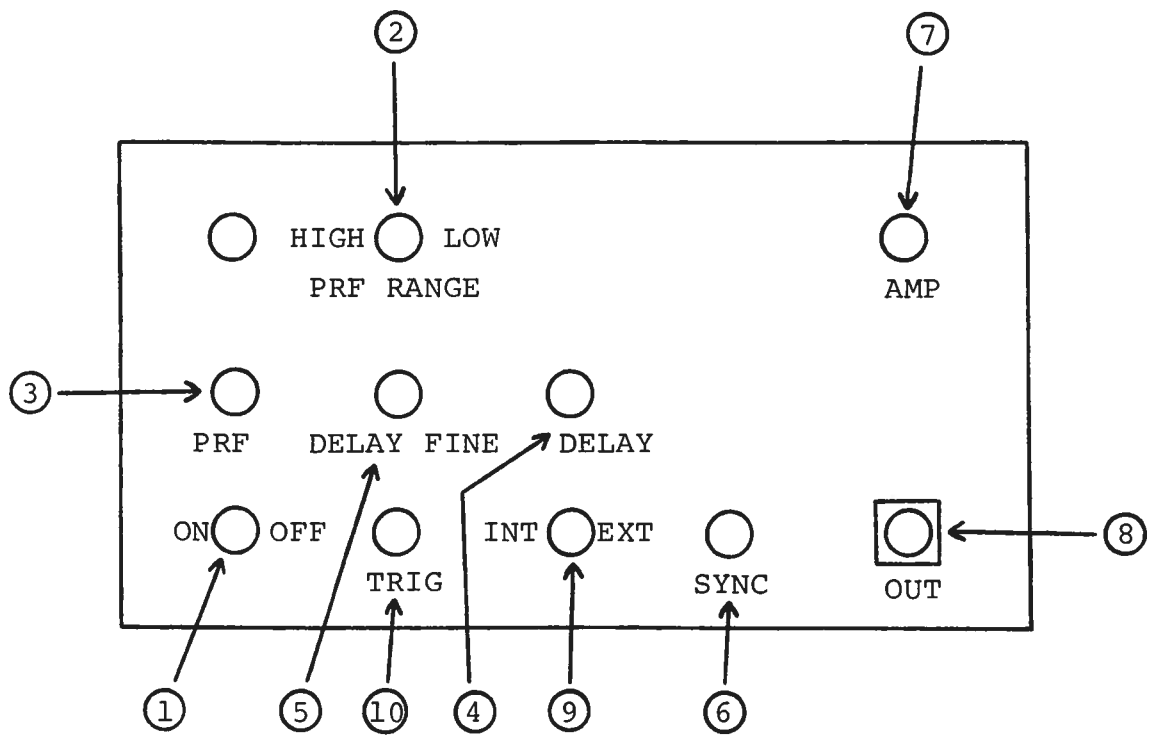 2 7
HIGH LOW
PRF RANGE AMP
3
PRF DELAY FINE DELAY
ON OFF INT EXT 8
TRIG SYNC OUT
1 5 10 4 9 6